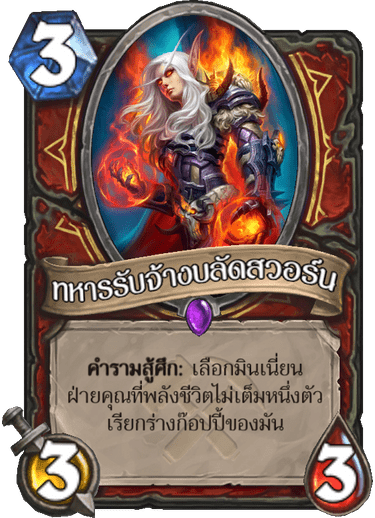 3
ทหารรับจ้างบลัดสวอร์น
คำรามสู้ศึก: เลือกมินเนี่ยน
ฝ่ายคุณที่พลังชีวิตไม่เต็มหนึ่งตัว
เรียกร่างก๊อปปี้ของมัน
3
3